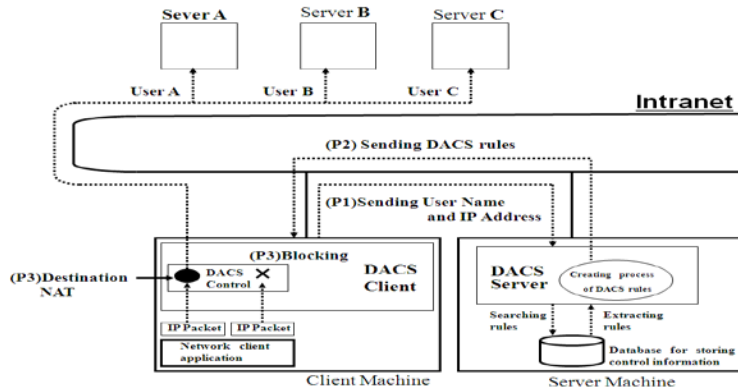 Sever A
Server B
Server C
User A
User B
User C
Intranet
(P2) Sending DACS rules
(P1)Sending User Name
and IP Address
(P3)Blocking
(P3)Destination
NAT
DACS
Control
DACS
Client
DACS
Server
Creating process
of DACS rules
IP Packet
IP Packet
Network client
application
Searching
rules
Extracting
rules
Database for storing
control information
Client Machine
Server Machine